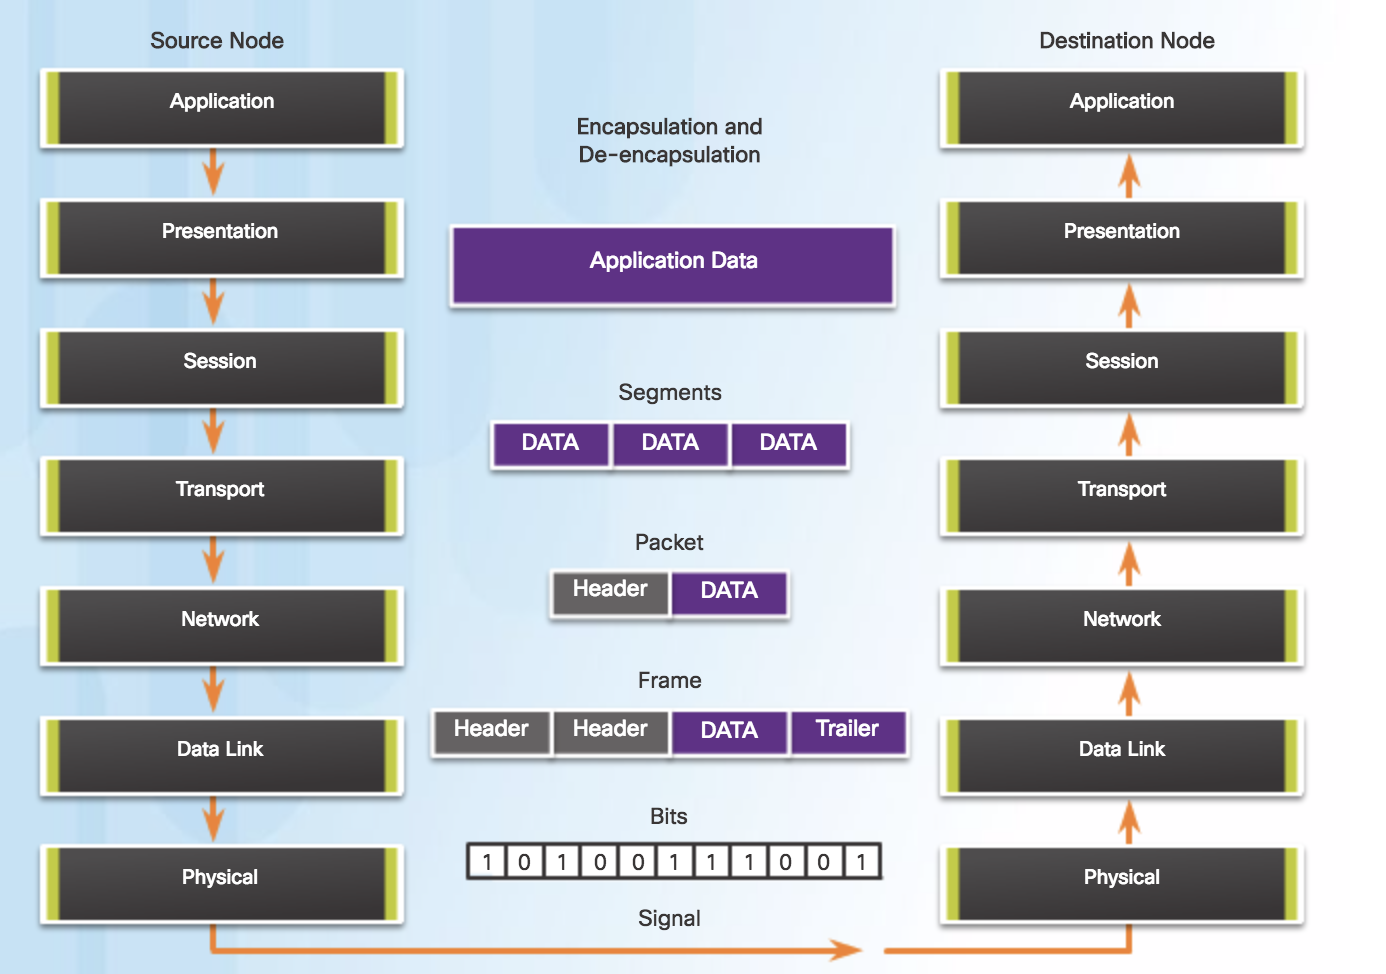 Source Node
Application
Presentation
Session
Transport
Network
Data Link
Physical
Encapsulation and
De-encapsulation
Application Data
Segments
DATA DATA DATA
Packet
Header DATA
Frame
Header Header DATA Trailer
Bits
1 0 1 0 0 1 1 1 0 0 1
Signal
Destination Node
Application
Presentation
Session
Transport
Network
Data Link
Physical